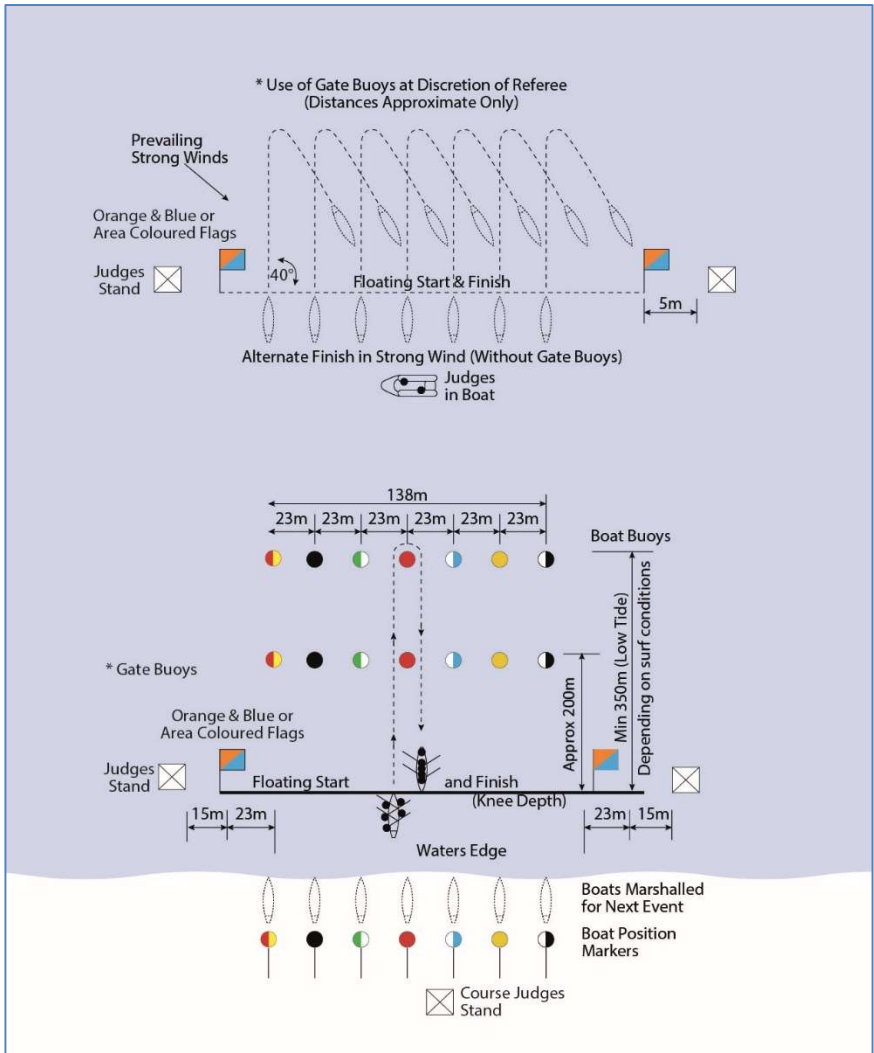 * Use of Gate Buoys at Discretion of Referee
(Distances Approximate Only)
Prevailing
Strong Winds
Orange & Blue or
Area Coloured Flags
Judges
Stand
40°
Floating Start & Finish
5m
Alternate Finish in Strong Wind (Without Gate Buoys)
Judges
in Boat
138m
23m 23m 23m 23m 23m 23m
Boat Buoys
* Gate Buoys
Approx 200m
Min 350m (Low Tide)
Depending on surf conditions
Orange & Blue or
Area Coloured Flags
Judges
Stand
Floating Start and Finish
(Knee Depth)
15m 23m 23m 15m
Waters Edge
Boats Marshalled
for Next Event
Boat Position
Markers
Course Judges
Stand